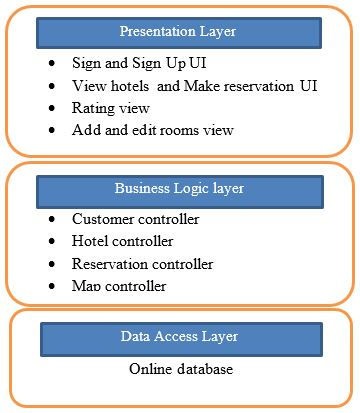 Presentation Layer
• Sign and Sign Up UI
• View hotels and Make reservation UI
• Rating view
• Add and edit rooms view
Business Logic layer
• Customer controller
• Hotel controller
• Reservation controller
• Map controller
Data Access Layer
Online database